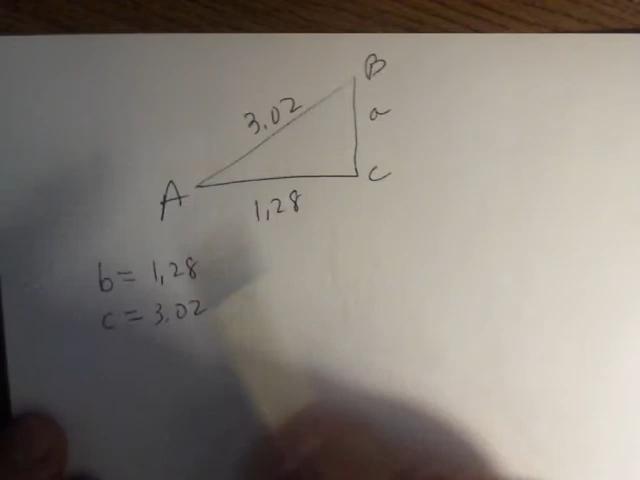 B
3.02
a
A
C
1,28
b = 1,28
c = 3.02